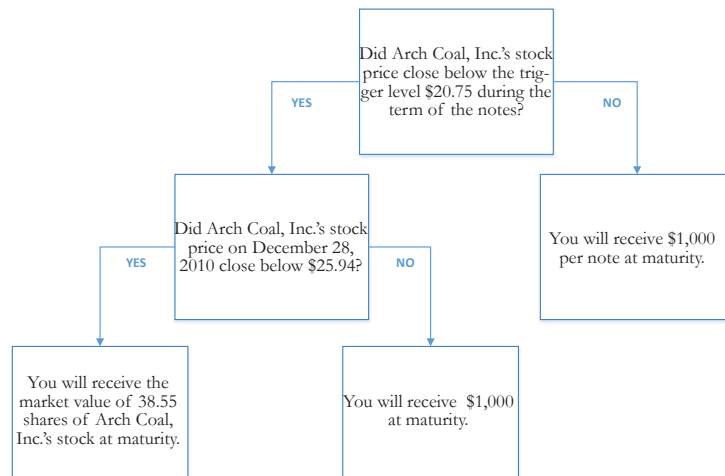 Did Arch Coal, Inc.'s stock
price close below the trig-
ger level $20.75 during the
term of the notes?
YES
NO
Did Arch Coal, Inc.'s stock
price on December 28,
2010 close below $25.94?
You will receive $1,000
per note at maturity.
YES
NO
You will receive the
market value of 38.55
shares of Arch Coal,
Inc.'s stock at maturity.
You will receive $1,000
at maturity.